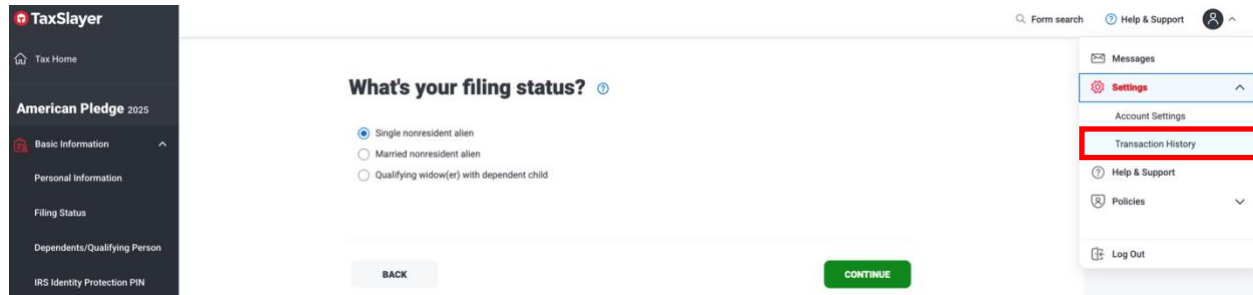 TaxSlayer
Form search
Help & Support
Tax Home
American Pledge 2025
Basic Information
Personal Information
Filing Status
Dependents/Qualifying Person
IRS Identity Protection PIN
What's your filing status?
Single nonresident alien
Married nonresident alien
Qualifying widow(er) with dependent child
BACK
CONTINUE
Messages
Settings
Account Settings
Transaction History
Help & Support
Policies
Log Out